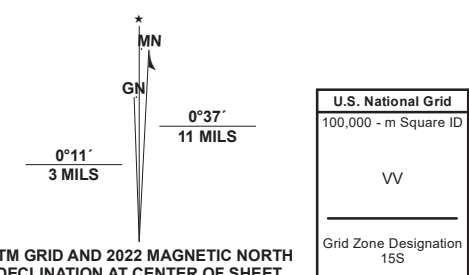 ★
MN
GN
0°37´
11 MILS
0°11´
3 MILS
TM GRID AND 2022 MAGNETIC NORTH
DECLINATION AT CENTER OF SHEET
U.S. National Grid
100,000 - m Square ID
VV
Grid Zone Designation
15S